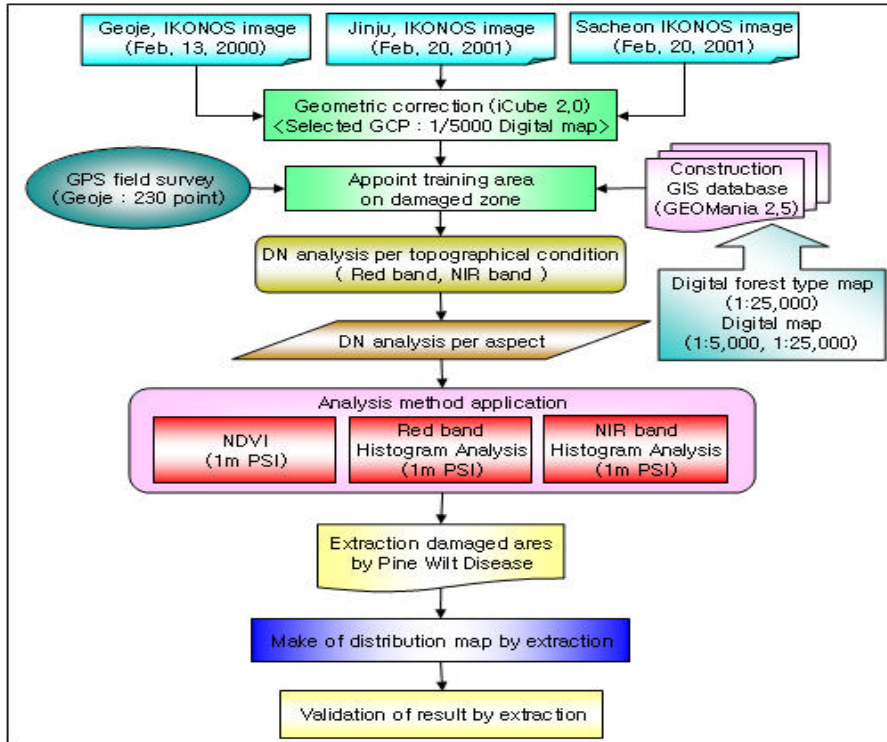 Geoje, IKONOS image
(Feb, 13, 2000)
Jinju, IKONOS image
(Feb, 20, 2001)
Sacheon IKONOS image
(Feb, 20, 2001)
Geometric correction (iCube 2,0)
<Selected GCP : 1/5000 Digital map>
GPS field survey
(Geoje : 230 point)
Appoint training area
on damaged zone
Construction
GIS database
(GEOMania 2,5)
DN analysis per topographical condition
( Red band, NIR band )
Digital forest type map
(1:25,000)
Digital map
(1:5,000, 1:25,000)
DN analysis per aspect
Analysis method application
NDVI
(1m PSI)
Red band
Histogram Analysis
(1m PSI)
NIR band
Histogram Analysis
(1m PSI)
Extraction damaged ares
by Pine Wilt Disease
Make of distribution map by extraction
Validation of result by extraction